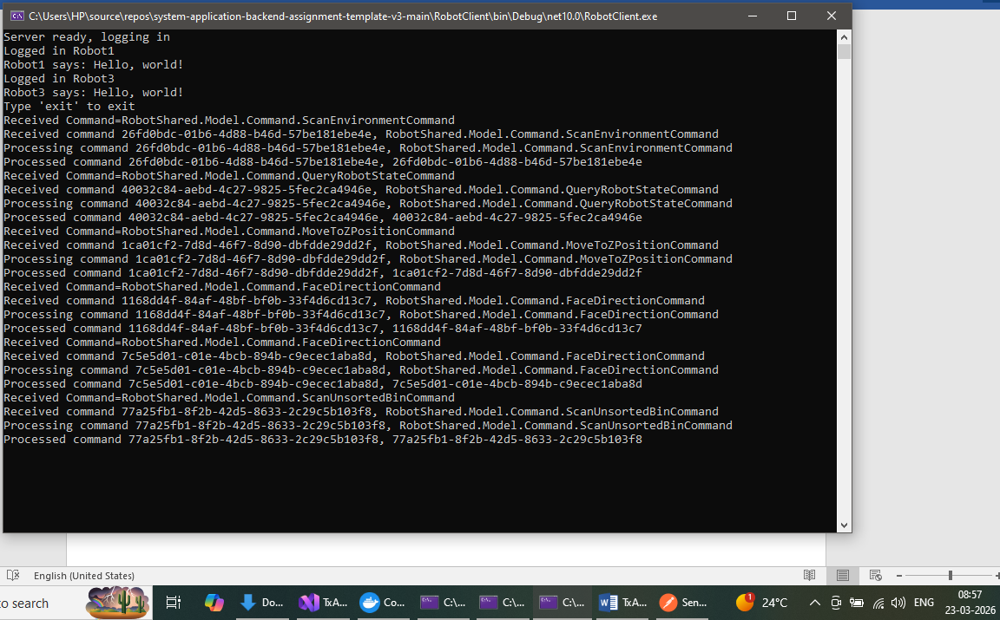 C:\Users\HP\source\repos\system-application-backend-assignment-template-v3-main\RobotClient\bin\Debug\net10.0\RobotClient.exe
Server ready, logging in
Logged in Robot1
Robot1 says: Hello, world!
Logged in Robot3
Robot3 says: Hello, world!
Type 'exit' to exit
Received Command=RobotShared.Model.Command.ScanEnvironmentCommand
Received command 26fd0bdc-01b6-4d88-b46d-57be181ebe4e, RobotShared.Model.Command.ScanEnvironmentCommand
Processing command 26fd0bdc-01b6-4d88-b46d-57be181ebe4e, RobotShared.Model.Command.ScanEnvironmentCommand
Processed command 26fd0bdc-01b6-4d88-b46d-57be181ebe4e, 26fd0bdc-01b6-4d88-b46d-57be181ebe4e
Received Command=RobotShared.Model.Command.QueryRobotStateCommand
Received command 40032c84-aebd-4c27-9825-5fec2ca4946e, RobotShared.Model.Command.QueryRobotStateCommand
Processing command 40032c84-aebd-4c27-9825-5fec2ca4946e, RobotShared.Model.Command.QueryRobotStateCommand
Processed command 40032c84-aebd-4c27-9825-5fec2ca4946e, 40032c84-aebd-4c27-9825-5fec2ca4946e
Received Command=RobotShared.Model.Command.MoveToZPositionCommand
Received command 1ca01cf2-7d8d-46f7-8d90-dbfdde29dd2f, RobotShared.Model.Command.MoveToZPositionCommand
Processing command 1ca01cf2-7d8d-46f7-8d90-dbfdde29dd2f, RobotShared.Model.Command.MoveToZPositionCommand
Processed command 1ca01cf2-7d8d-46f7-8d90-dbfdde29dd2f, 1ca01cf2-7d8d-46f7-8d90-dbfdde29dd2f
Received Command=RobotShared.Model.Command.FaceDirectionCommand
Received command 1168dd4f-84af-48bf-bf0b-33f4d6cd13c7, RobotShared.Model.Command.FaceDirectionCommand
Processing command 1168dd4f-84af-48bf-bf0b-33f4d6cd13c7, RobotShared.Model.Command.FaceDirectionCommand
Processed command 1168dd4f-84af-48bf-bf0b-33f4d6cd13c7, 1168dd4f-84af-48bf-bf0b-33f4d6cd13c7
Received Command=RobotShared.Model.Command.FaceDirectionCommand
Received command 7c5e5d01-c01e-4bcb-894b-c9ecec1aba8d, RobotShared.Model.Command.FaceDirectionCommand
Processing command 7c5e5d01-c01e-4bcb-894b-c9ecec1aba8d, RobotShared.Model.Command.FaceDirectionCommand
Processed command 7c5e5d01-c01e-4bcb-894b-c9ecec1aba8d, 7c5e5d01-c01e-4bcb-894b-c9ecec1aba8d
Received Command=RobotShared.Model.Command.ScanUnsortedBinCommand
Received command 77a25fb1-8f2b-42d5-8633-2c29c5b103f8, RobotShared.Model.Command.ScanUnsortedBinCommand
Processing command 77a25fb1-8f2b-42d5-8633-2c29c5b103f8, RobotShared.Model.Command.ScanUnsortedBinCommand
Processed command 77a25fb1-8f2b-42d5-8633-2c29c5b103f8, 77a25fb1-8f2b-42d5-8633-2c29c5b103f8
English (United States)
to search Do... TxA... Co... C:\... C:\... C:\... TxA... Sen... 1 24°C ENG 08:57
23-03-2026